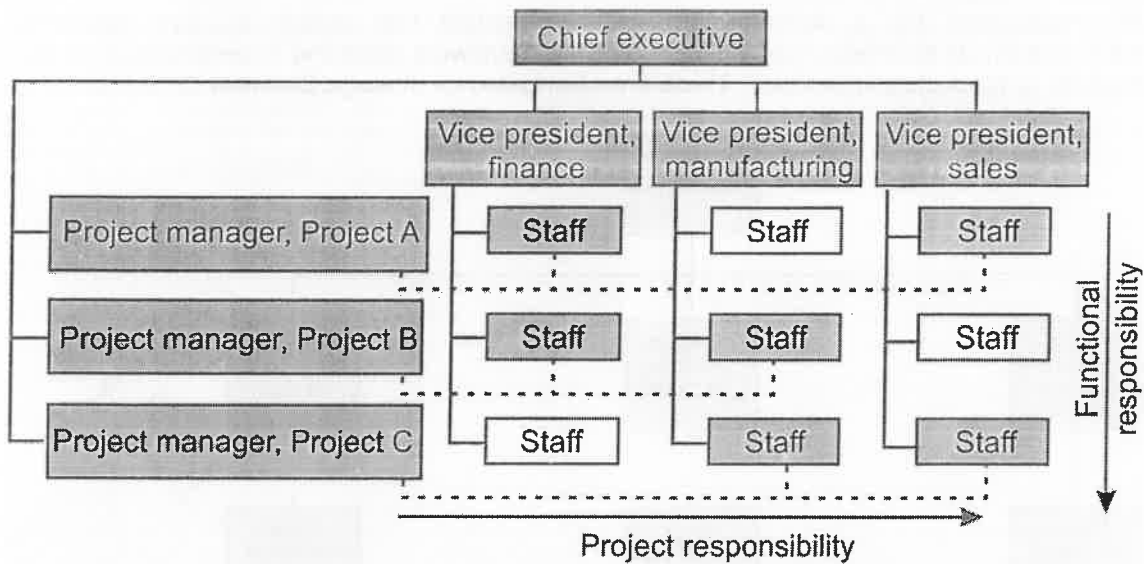 Chief executive
Vice president,
finance
Vice president,
manufacturing
Vice president,
sales
Project manager, Project A
Staff
Staff
Staff
Project manager, Project B
Staff
Staff
Staff
Project manager, Project C
Staff
Staff
Staff
Functional
responsibility
Project responsibility